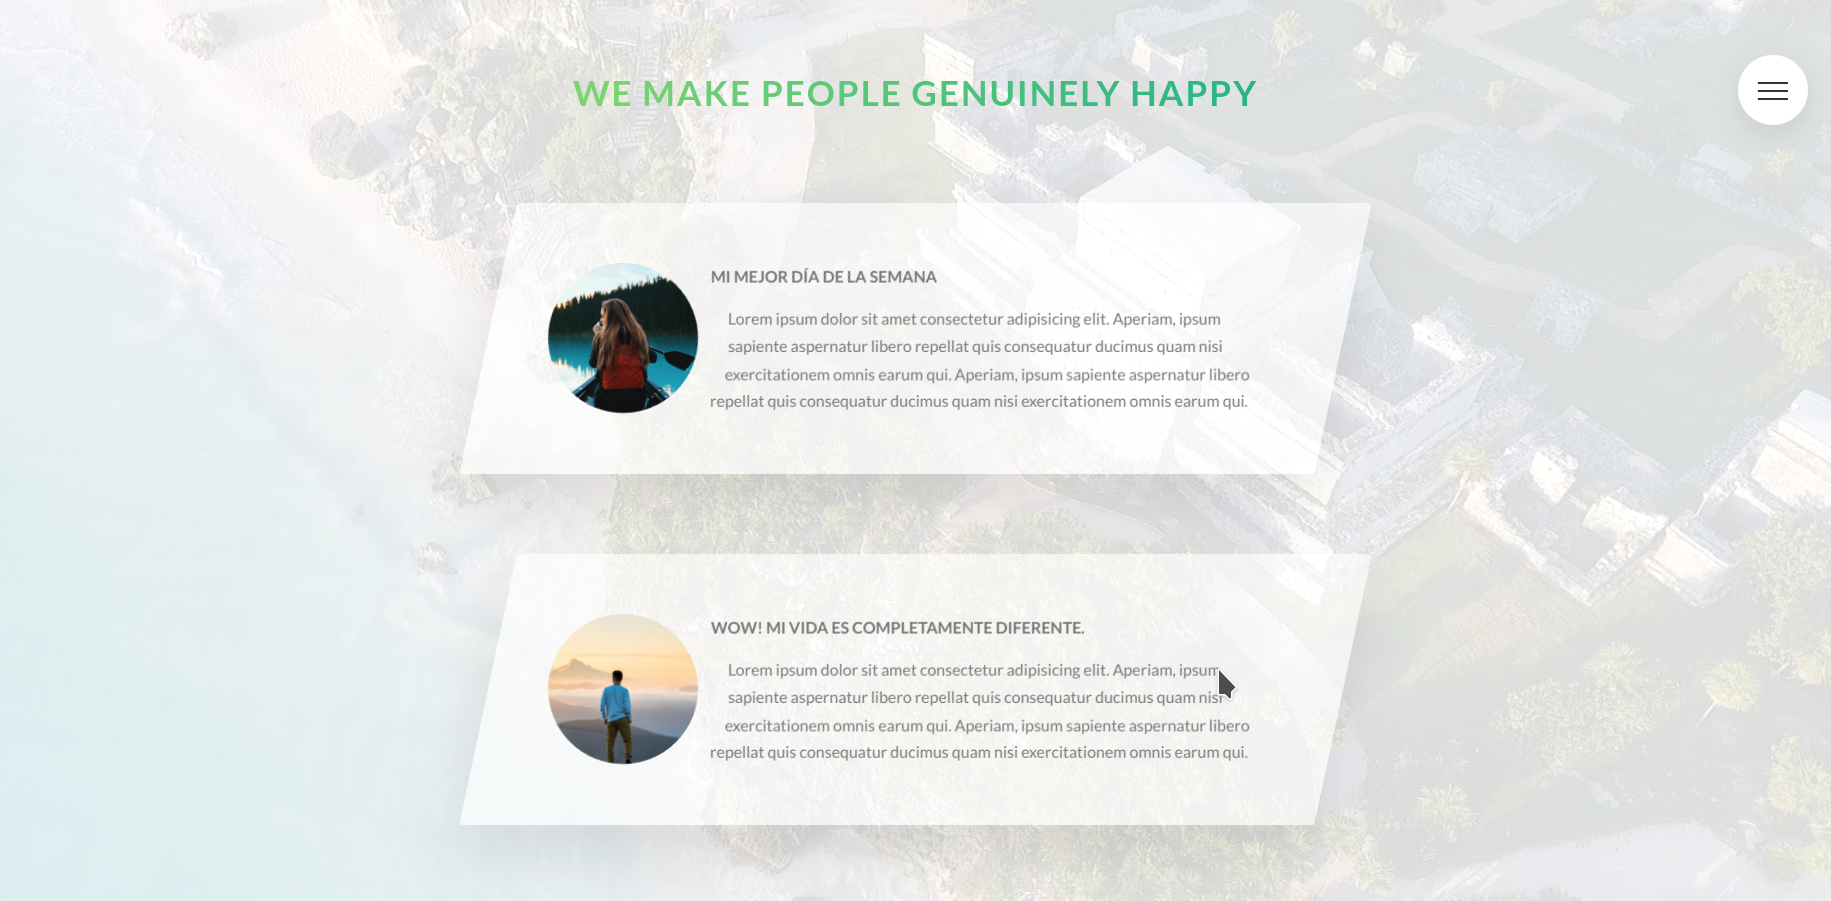 WE MAKE PEOPLE GENUINELY HAPPY
MI MEJOR DÍA DE LA SEMANA
Lorem ipsum dolor sit amet consectetur adipisicing elit. Aperiam, ipsum
sapiente aspernatur libero repellat quis consequatur ducimus quam nisi
exercitationem omnis earum qui. Aperiam, ipsum sapiente aspernatur libero
repellat quis consequatur ducimus quam nisi exercitationem omnis earum qui.
WOW! MI VIDA ES COMPLETAMENTE DIFERENTE.
Lorem ipsum dolor sit amet consectetur adipisicing elit. Aperiam, ipsum
sapiente aspernatur libero repellat quis consequatur ducimus quam nisi
exercitationem omnis earum qui. Aperiam, ipsum sapiente aspernatur libero
repellat quis consequatur ducimus quam nisi exercitationem omnis earum qui.